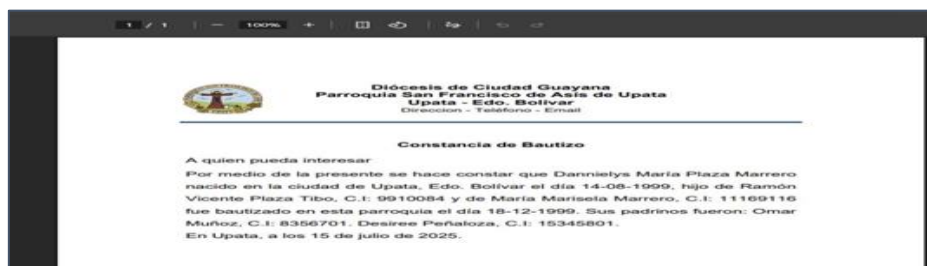 1 / 1 — 100% +
Diócesis de Ciudad Guayana
Parroquia San Francisco de Asís de Upata
Upata - Edo. Bolívar
Direccion - Teléfono - Email
Constancia de Bautizo
A quien pueda interesar
Por medio de la presente se hace constar que Dannielys María Plaza Marrero
nacido en la ciudad de Upata, Edo. Bolívar el día 14-08-1999, hijo de Ramón
Vicente Plaza Tibo, C.I: 9910084 y de María Marisela Marrero, C.I: 11169116
fue bautizado en esta parroquia el día 18-12-1999. Sus padrinos fueron: Omar
Muñoz, C.I: 8356701. Desiree Peñaloza, C.I: 15345801.
En Upata, a los 15 de julio de 2025.